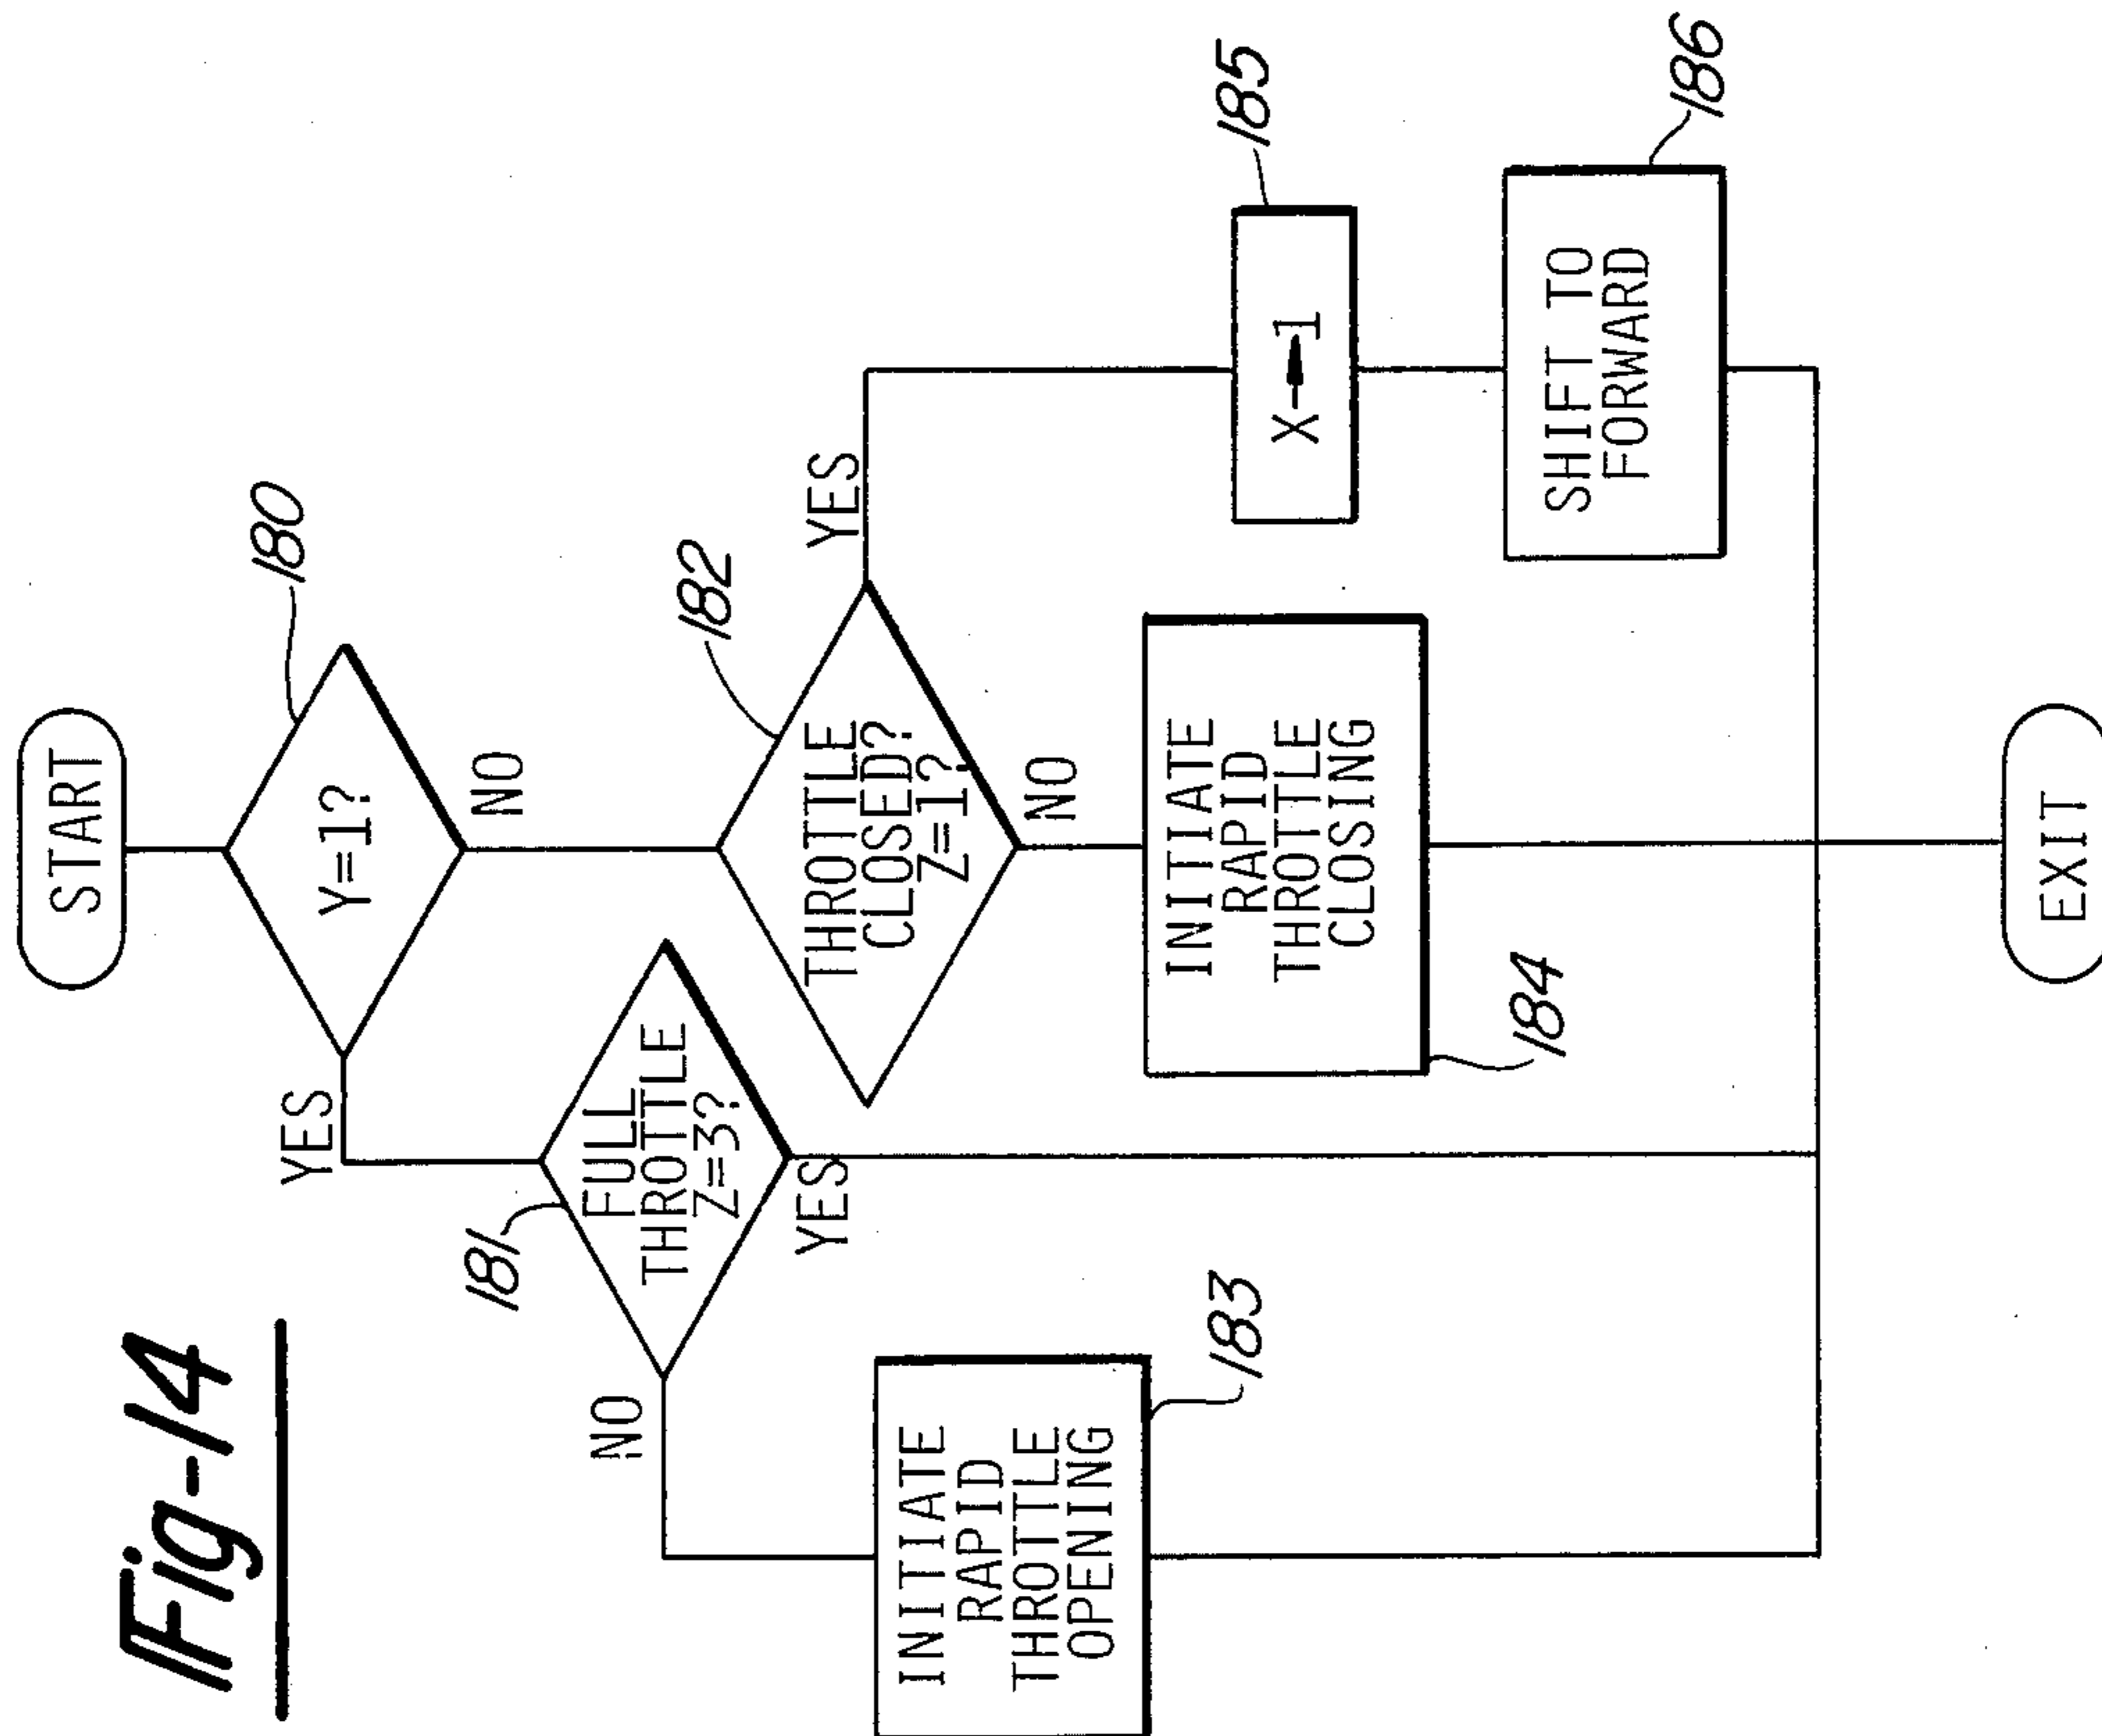 Fig-14
START
Y=1?
180
YES
NO
FULL
THROTTLE
Z=3?
181
NO
YES
THROTTLE
CLOSED?
Z=1?
182
YES
NO
INITIATE
RAPID
THROTTLE
OPENING
183
INITIATE
RAPID
THROTTLE
CLOSING
184
X→1
185
SHIFT TO
FORWARD
186
EXIT